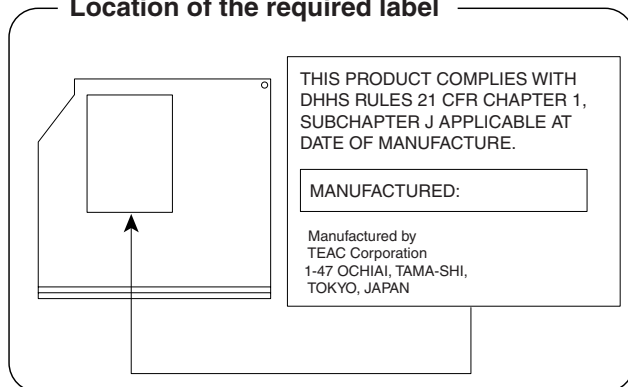 Location of the required label
THIS PRODUCT COMPLIES WITH
DHHS RULES 21 CFR CHAPTER 1,
SUBCHAPTER J APPLICABLE AT
DATE OF MANUFACTURE.
MANUFACTURED:
Manufactured by
TEAC Corporation
1-47 OCHIAI, TAMA-SHI,
TOKYO, JAPAN